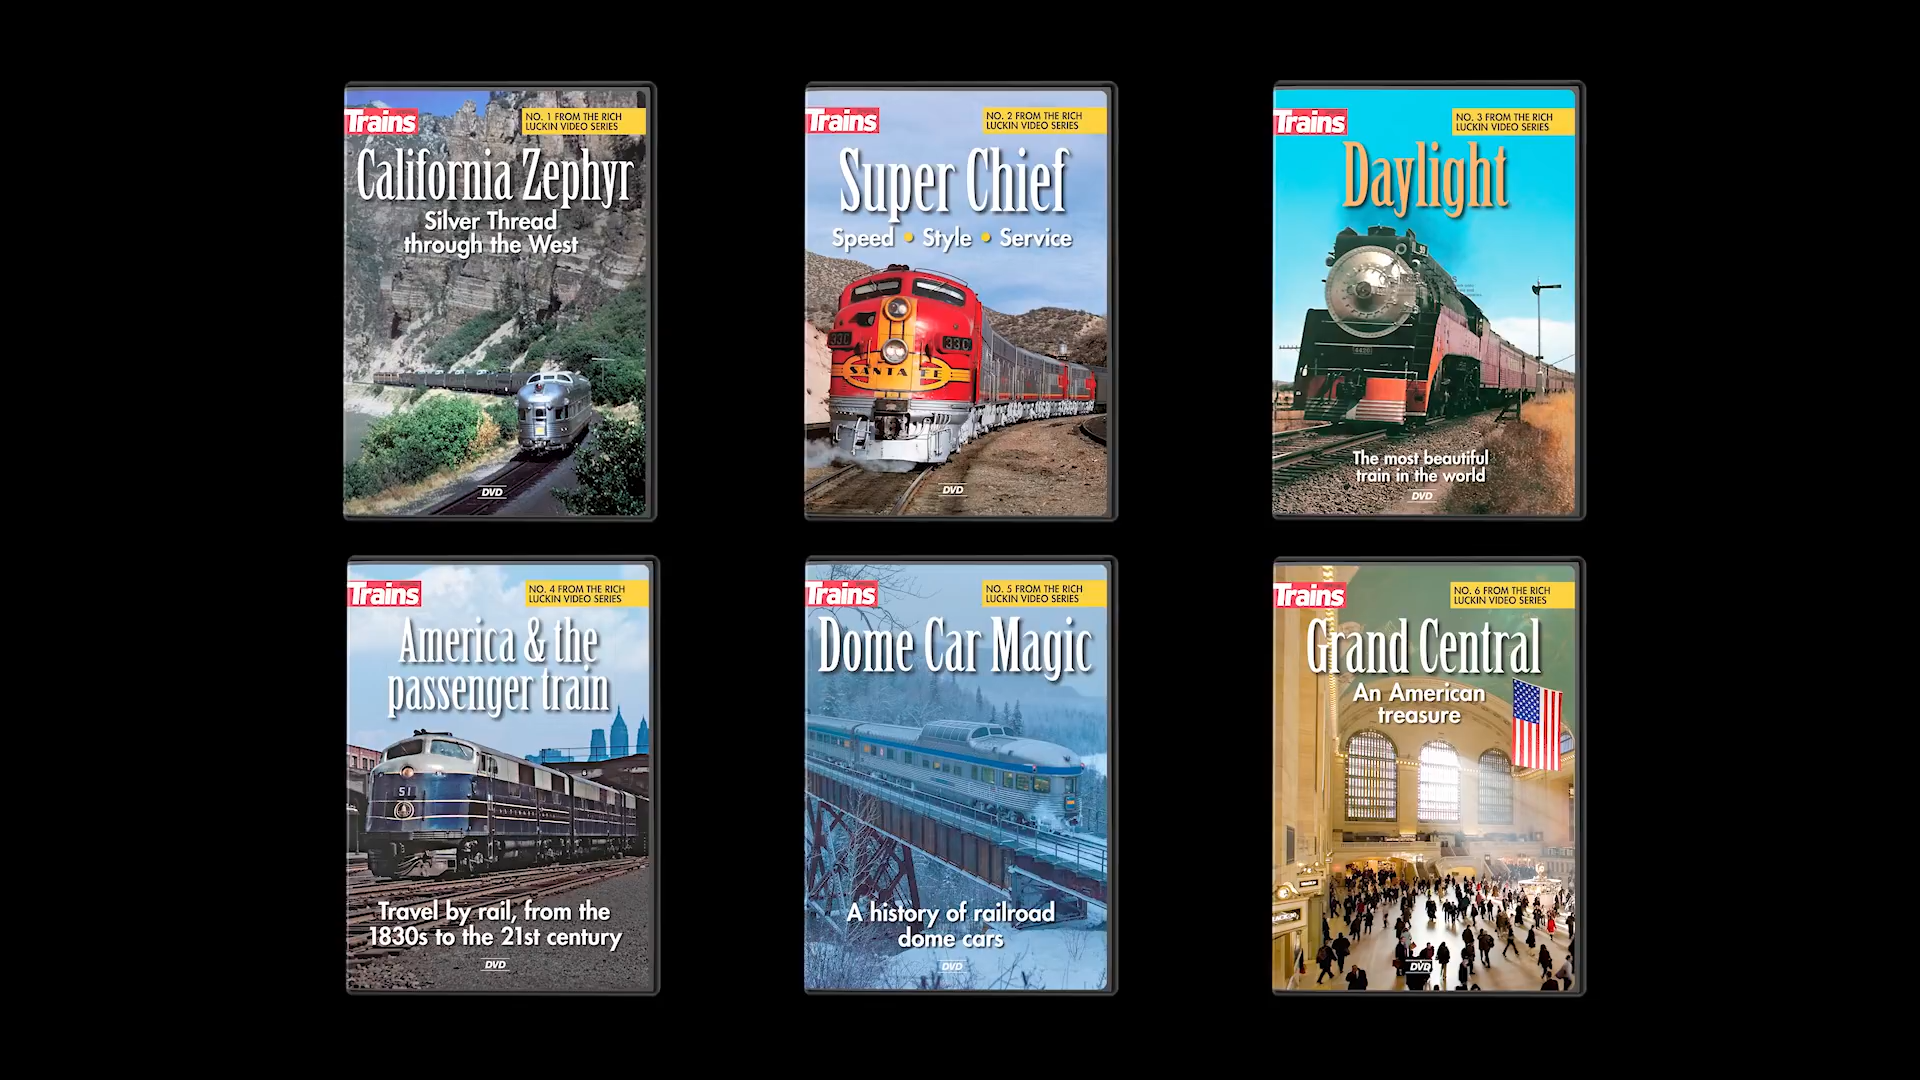 Trains
NO. 1 FROM THE RICH
LUCKIN VIDEO SERIES
California Zephyr
Silver Thread
through the West
DVD
Trains
NO. 2 FROM THE RICH
LUCKIN VIDEO SERIES
Super Chief
Speed • Style • Service
33C 33C
SANTA FE
DVD
Trains
NO. 3 FROM THE RICH
LUCKIN VIDEO SERIES
Daylight
The most beautiful
train in the world
DVD
Trains
NO. 4 FROM THE RICH
LUCKIN VIDEO SERIES
America & the
passenger train
51
Travel by rail, from the
1830s to the 21st century
DVD
Trains
NO. 5 FROM THE RICH
LUCKIN VIDEO SERIES
Dome Car Magic
A history of railroad
dome cars
DVD
Trains
NO. 6 FROM THE RICH
LUCKIN VIDEO SERIES
Grand Central
An American
treasure
DVD